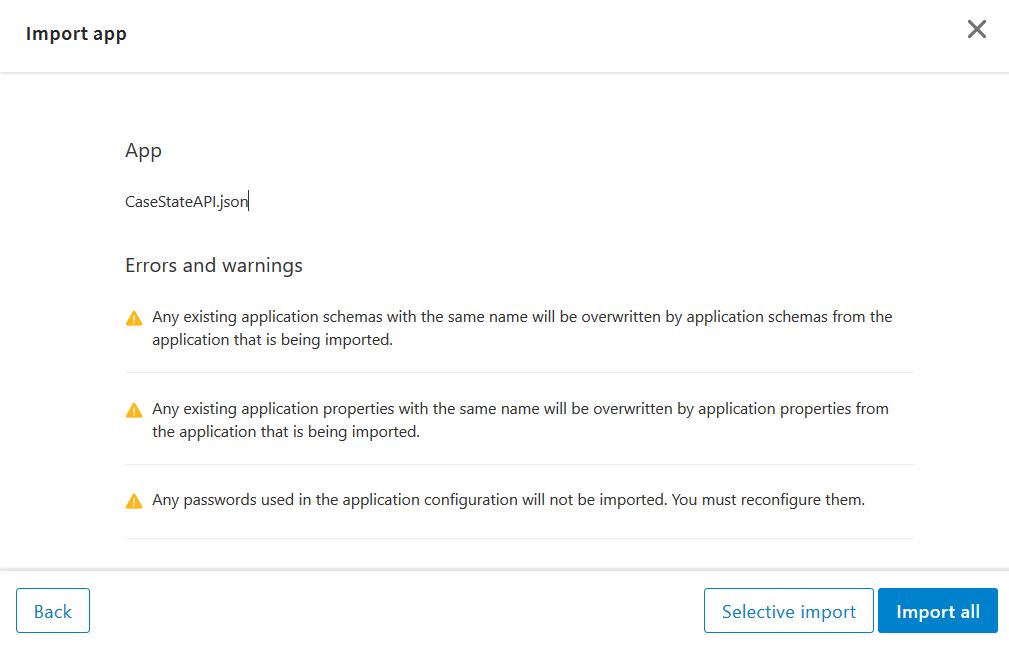 Import app
App
CaseStateAPI.json
Errors and warnings
Any existing application schemas with the same name will be overwritten by application schemas from the
application that is being imported.
Any existing application properties with the same name will be overwritten by application properties from
the application that is being imported.
Any passwords used in the application configuration will not be imported. You must reconfigure them.
Back
Selective import
Import all